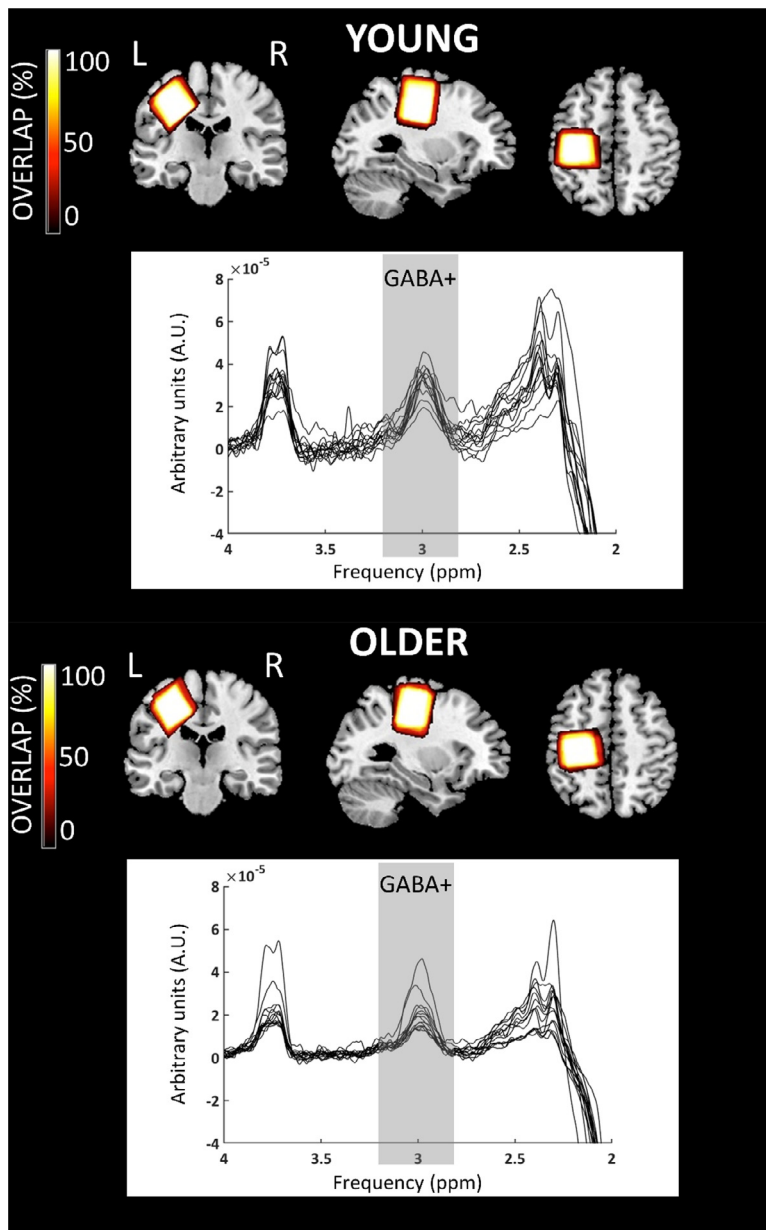 YOUNG
L R
OVERLAP (%)
100
50
0
×10⁻⁵
GABA+
Arbitrary units (A.U.)
8
6
4
2
0
-2
-4
4 3.5 3 2.5 2
Frequency (ppm)
OLDER
L R
OVERLAP (%)
100
50
0
×10⁻⁵
GABA+
Arbitrary units (A.U.)
8
6
4
2
0
-2
-4
4 3.5 3 2.5 2
Frequency (ppm)